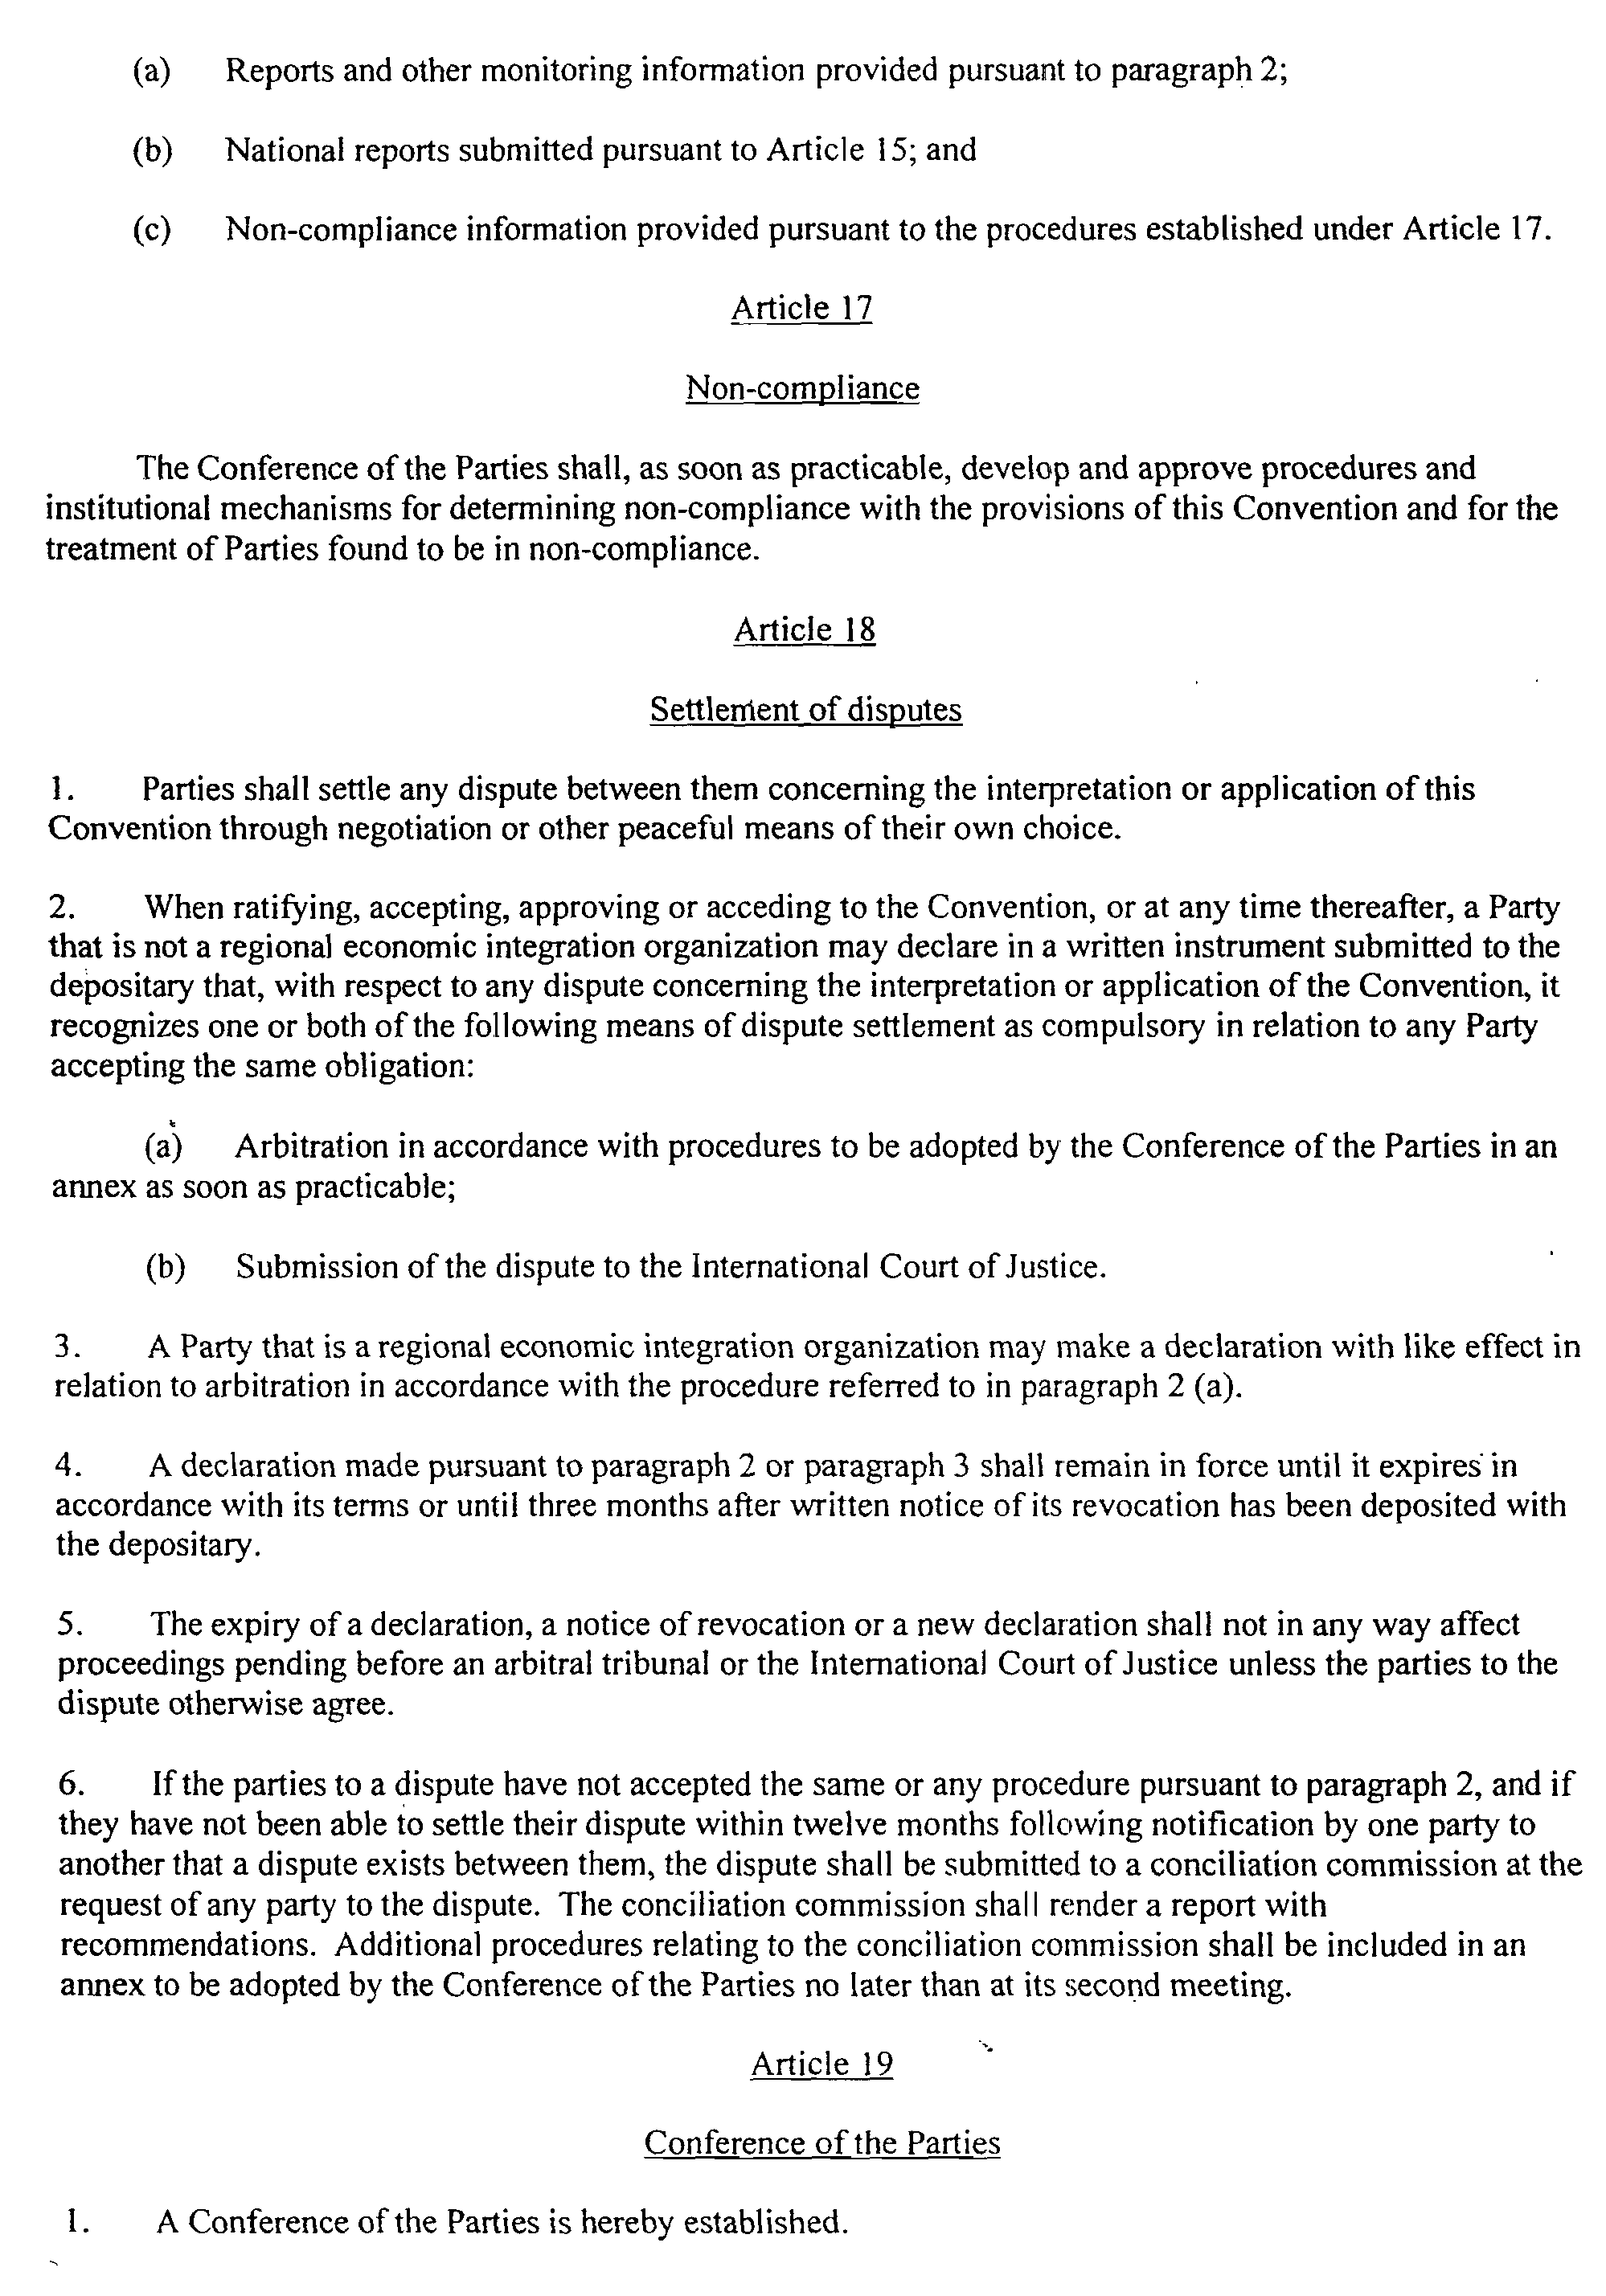 (a) Reports and other monitoring information provided pursuant to paragraph 2;
(b) National reports submitted pursuant to Article 15; and
(c) Non-compliance information provided pursuant to the procedures established under Article 17.
Article 17
Non-compliance
The Conference of the Parties shall, as soon as practicable, develop and approve procedures and
institutional mechanisms for determining non-compliance with the provisions of this Convention and for the
treatment of Parties found to be in non-compliance.
Article 18
Settlement of disputes
1. Parties shall settle any dispute between them concerning the interpretation or application of this
Convention through negotiation or other peaceful means of their own choice.
2. When ratifying, accepting, approving or acceding to the Convention, or at any time thereafter, a Party
that is not a regional economic integration organization may declare in a written instrument submitted to the
depositary that, with respect to any dispute concerning the interpretation or application of the Convention, it
recognizes one or both of the following means of dispute settlement as compulsory in relation to any Party
accepting the same obligation:
(a) Arbitration in accordance with procedures to be adopted by the Conference of the Parties in an
annex as soon as practicable;
(b) Submission of the dispute to the International Court of Justice.
3. A Party that is a regional economic integration organization may make a declaration with like effect in
relation to arbitration in accordance with the procedure referred to in paragraph 2 (a).
4. A declaration made pursuant to paragraph 2 or paragraph 3 shall remain in force until it expires in
accordance with its terms or until three months after written notice of its revocation has been deposited with
the depositary.
5. The expiry of a declaration, a notice of revocation or a new declaration shall not in any way affect
proceedings pending before an arbitral tribunal or the International Court of Justice unless the parties to the
dispute otherwise agree.
6. If the parties to a dispute have not accepted the same or any procedure pursuant to paragraph 2, and if
they have not been able to settle their dispute within twelve months following notification by one party to
another that a dispute exists between them, the dispute shall be submitted to a conciliation commission at the
request of any party to the dispute. The conciliation commission shall render a report with
recommendations. Additional procedures relating to the conciliation commission shall be included in an
annex to be adopted by the Conference of the Parties no later than at its second meeting.
Article 19
Conference of the Parties
1. A Conference of the Parties is hereby established.